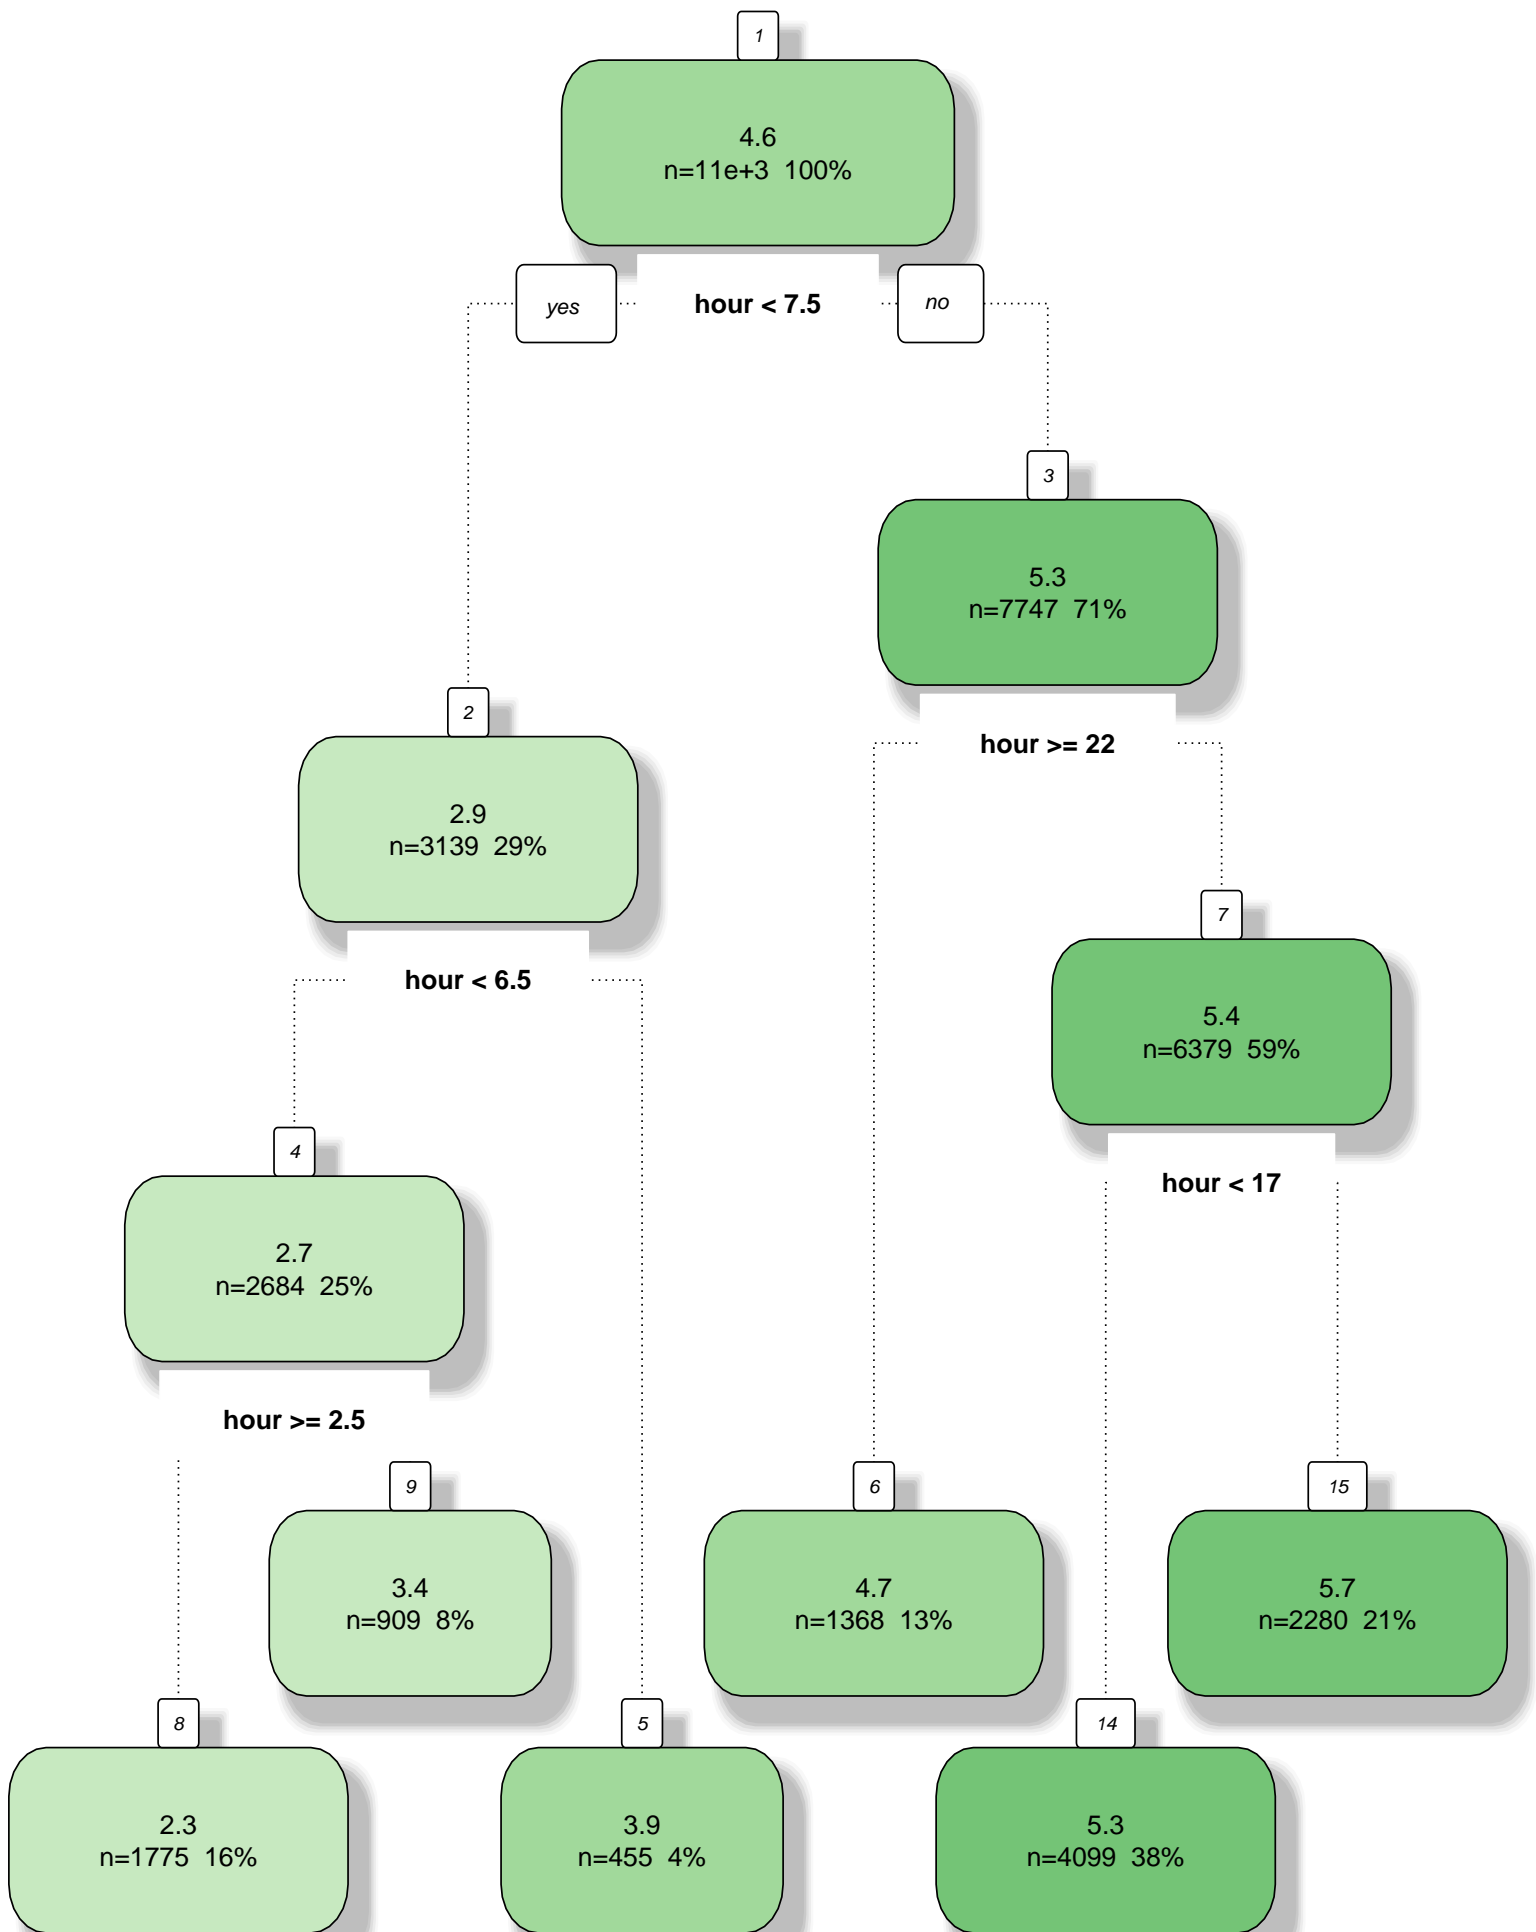 1
4.6
n=11e+3  100%
yes
hour < 7.5
no
3
5.3
n=7747  71%
hour >= 22
2
2.9
n=3139  29%
hour < 6.5
7
5.4
n=6379  59%
hour < 17
4
2.7
n=2684  25%
hour >= 2.5
9
3.4
n=909  8%
6
4.7
n=1368  13%
15
5.7
n=2280  21%
8
2.3
n=1775  16%
5
3.9
n=455  4%
14
5.3
n=4099  38%